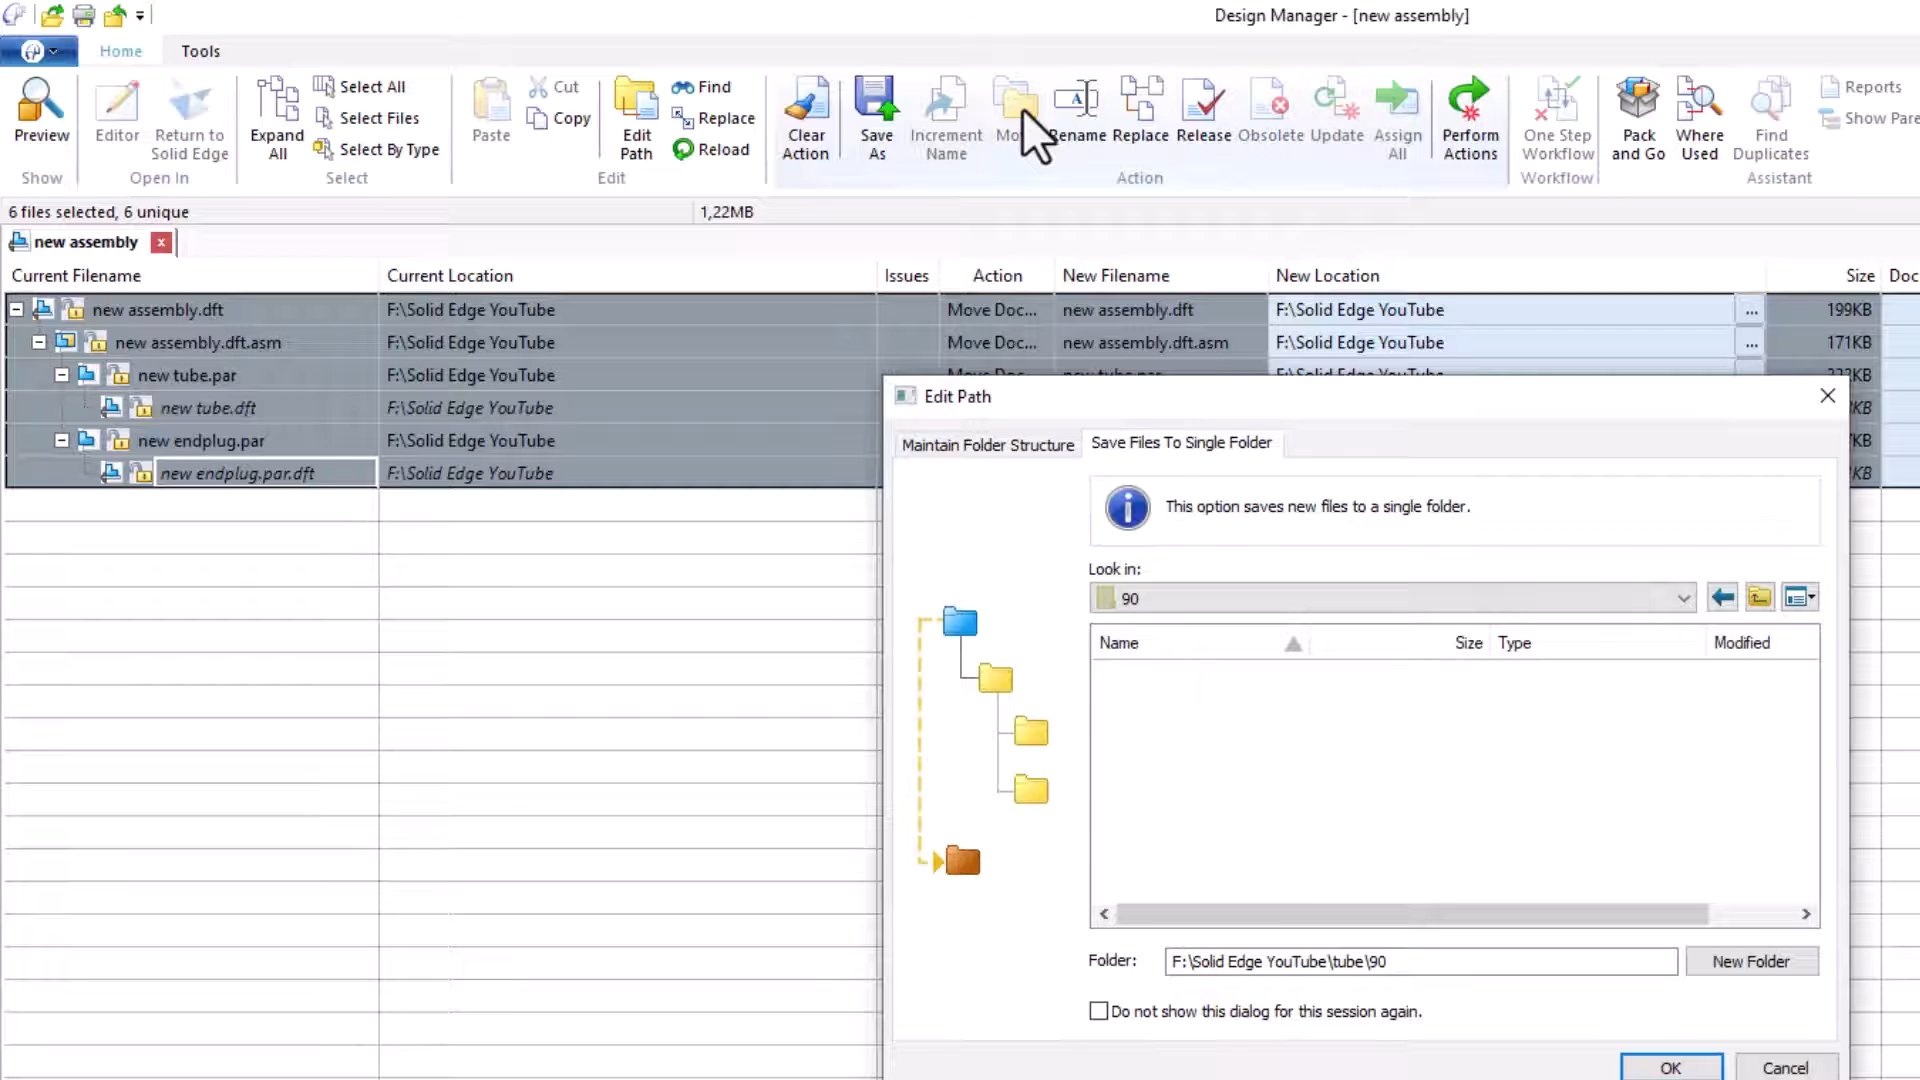 Design Manager - [new assembly]
Home Tools
Preview
Editor
Return to Solid Edge
Expand All
Select All
Select Files
Select By Type
Paste
Cut
Copy
Edit Path
Find
Replace
Reload
Clear Action
Save As
Increment Name
Rename
Replace
Release
Obsolete
Update
Assign All
Perform Actions
One Step Workflow
Pack and Go
Where Used
Find Duplicates
Reports
Show Open In Select Edit Action Workflow Assistant
6 files selected, 6 unique 1,22MB
new assembly x
Current Filename Current Location Issues Action New Filename New Location Size
new assembly.dft F:\Solid Edge YouTube Move Doc... new assembly.dft F:\Solid Edge YouTube ... 199KB
new assembly.dft.asm F:\Solid Edge YouTube Move Doc... new assembly.dft.asm F:\Solid Edge YouTube ... 171KB
new tube.par F:\Solid Edge YouTube
new tube.dft F:\Solid Edge YouTube
new endplug.par F:\Solid Edge YouTube
new endplug.par.dft F:\Solid Edge YouTube
Edit Path
Maintain Folder Structure Save Files To Single Folder
This option saves new files to a single folder.
Look in:
90
Name Size Type Modified
Folder: F:\Solid Edge YouTube\tube\90 New Folder
Do not show this dialog for this session again.
OK Cancel